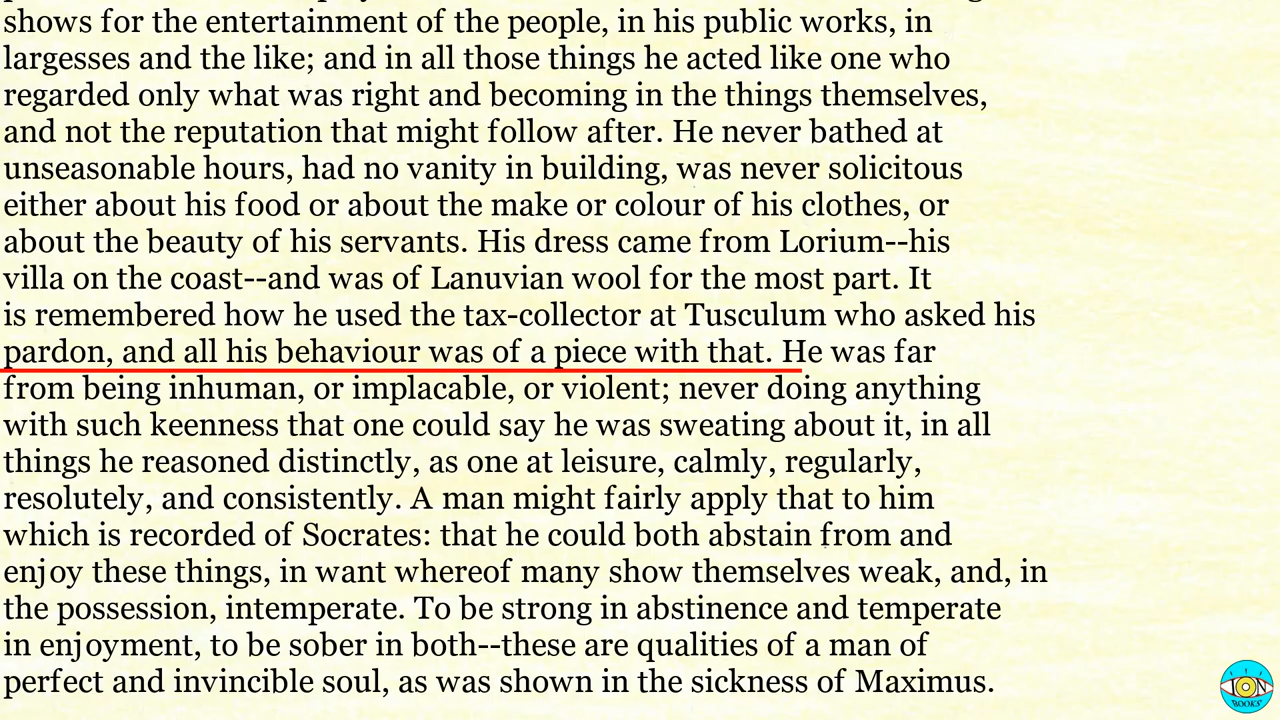 shows for the entertainment of the people, in his public works, in
largesses and the like; and in all those things he acted like one who
regarded only what was right and becoming in the things themselves,
and not the reputation that might follow after. He never bathed at
unseasonable hours, had no vanity in building, was never solicitous
either about his food or about the make or colour of his clothes, or
about the beauty of his servants. His dress came from Lorium--his
villa on the coast--and was of Lanuvian wool for the most part. It
is remembered how he used the tax-collector at Tusculum who asked his
pardon, and all his behaviour was of a piece with that. He was far
from being inhuman, or implacable, or violent; never doing anything
with such keenness that one could say he was sweating about it, in all
things he reasoned distinctly, as one at leisure, calmly, regularly,
resolutely, and consistently. A man might fairly apply that to him
which is recorded of Socrates: that he could both abstain from and
enjoy these things, in want whereof many show themselves weak, and, in
the possession, intemperate. To be strong in abstinence and temperate
in enjoyment, to be sober in both--these are qualities of a man of
perfect and invincible soul, as was shown in the sickness of Maximus.
ION
BOOKS